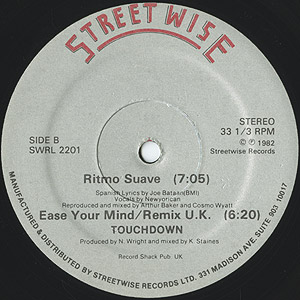 STREETWISE
STEREO
33 1/3 RPM
SIDE B
SWRL 2201
℗ © 1982
Streetwise Records
Ritmo Suave (7:05)
Spanish Lyrics by Joe Bataan(BMI)
Vocals by Newyorican
Reproduced and mixed by Arthur Baker and Cosmo Wyatt
Ease Your Mind/Remix U.K. (6:20)
TOUCHDOWN
Produced by N. Wright and mixed by K. Staines
Record Shack Pub. UK
MANUFACTURED & DISTRIBUTED BY STREETWISE RECORDS LTD. 331 MADISON AVE. SUITE 903 10017